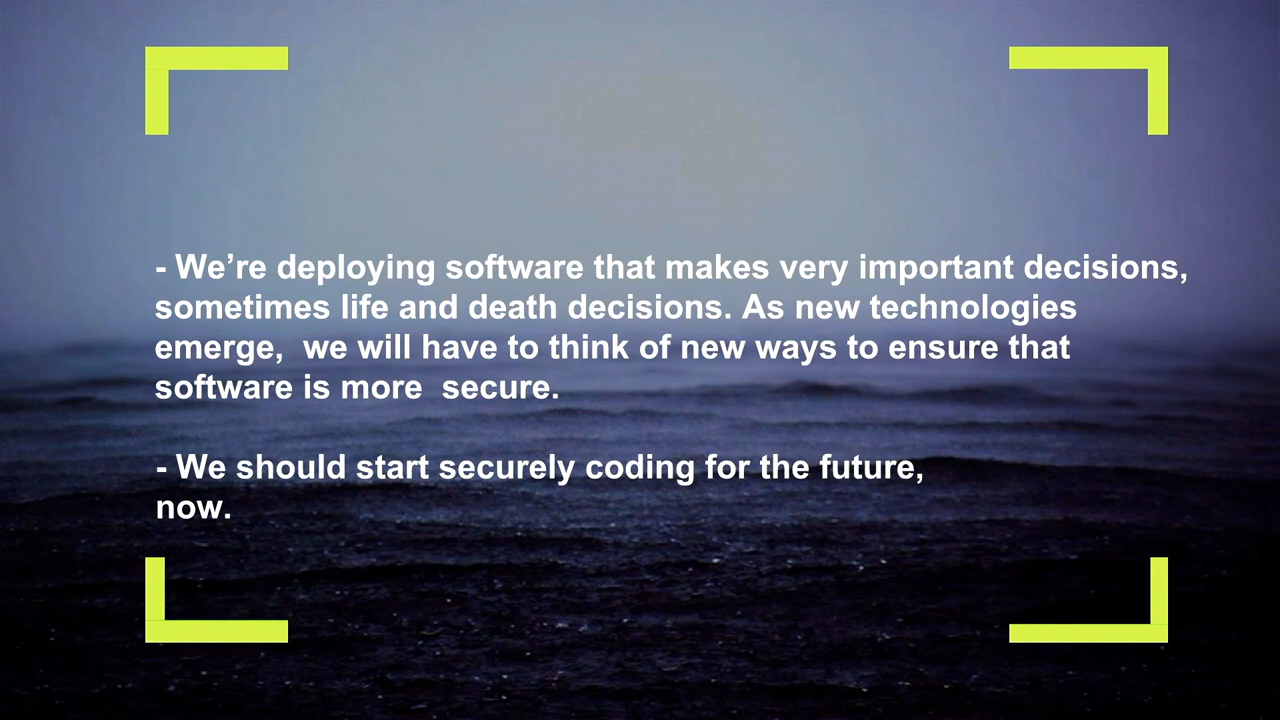 - We’re deploying software that makes very important decisions,
sometimes life and death decisions. As new technologies
emerge,  we will have to think of new ways to ensure that
software is more  secure.
- We should start securely coding for the future,
now.